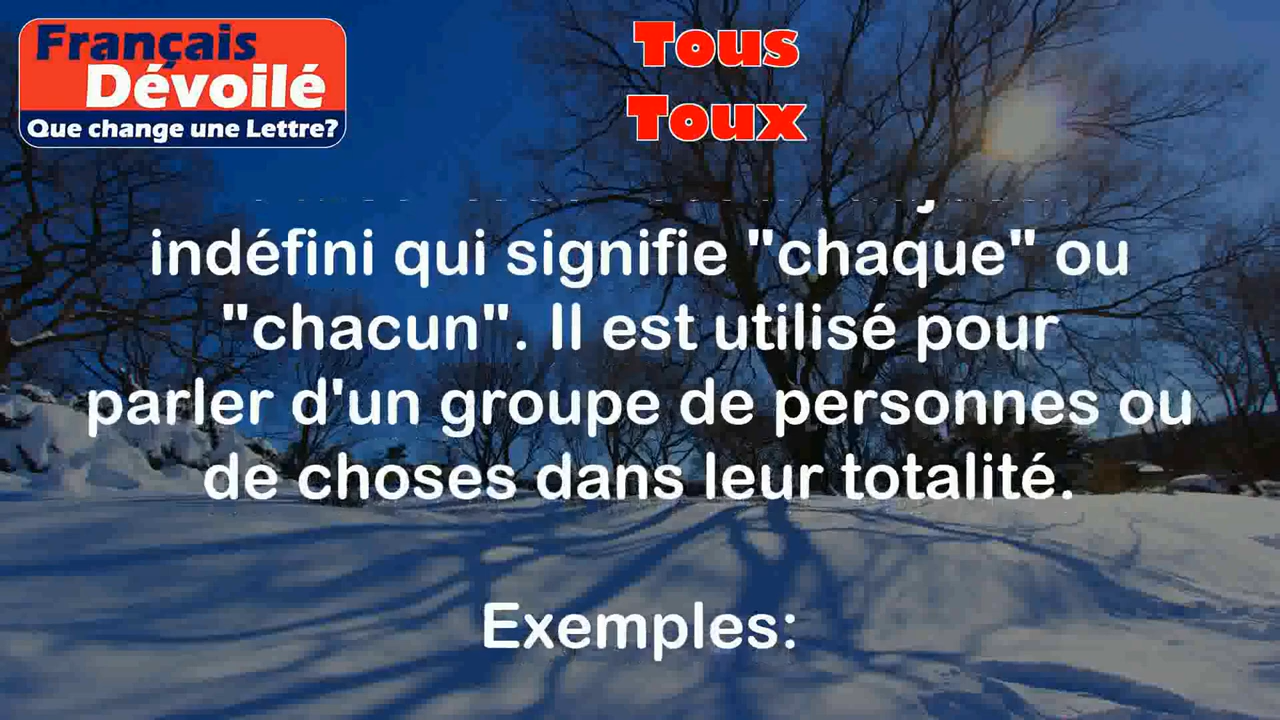 Français
Dévoilé
Que change une Lettre?
Tous
Toux
indéfini qui signifie "chaque" ou
"chacun". Il est utilisé pour
parler d'un groupe de personnes ou
de choses dans leur totalité.
Exemples: